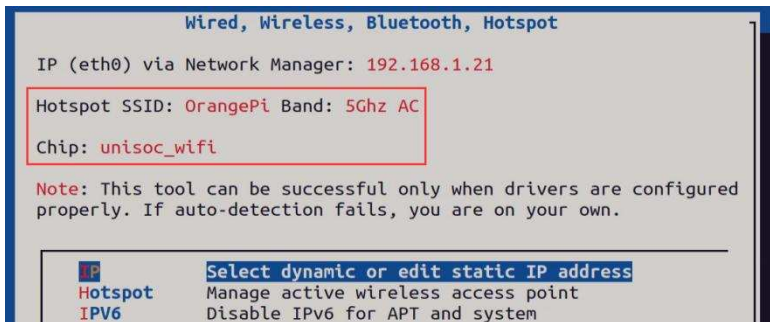 Wired, Wireless, Bluetooth, Hotspot
IP (eth0) via Network Manager: 192.168.1.21
Hotspot SSID: OrangePi Band: 5Ghz AC
Chip: unisoc_wifi
Note: This tool can be successful only when drivers are configured
properly. If auto-detection fails, you are on your own.
IP Select dynamic or edit static IP address
Hotspot Manage active wireless access point
IPV6 Disable IPv6 for APT and system